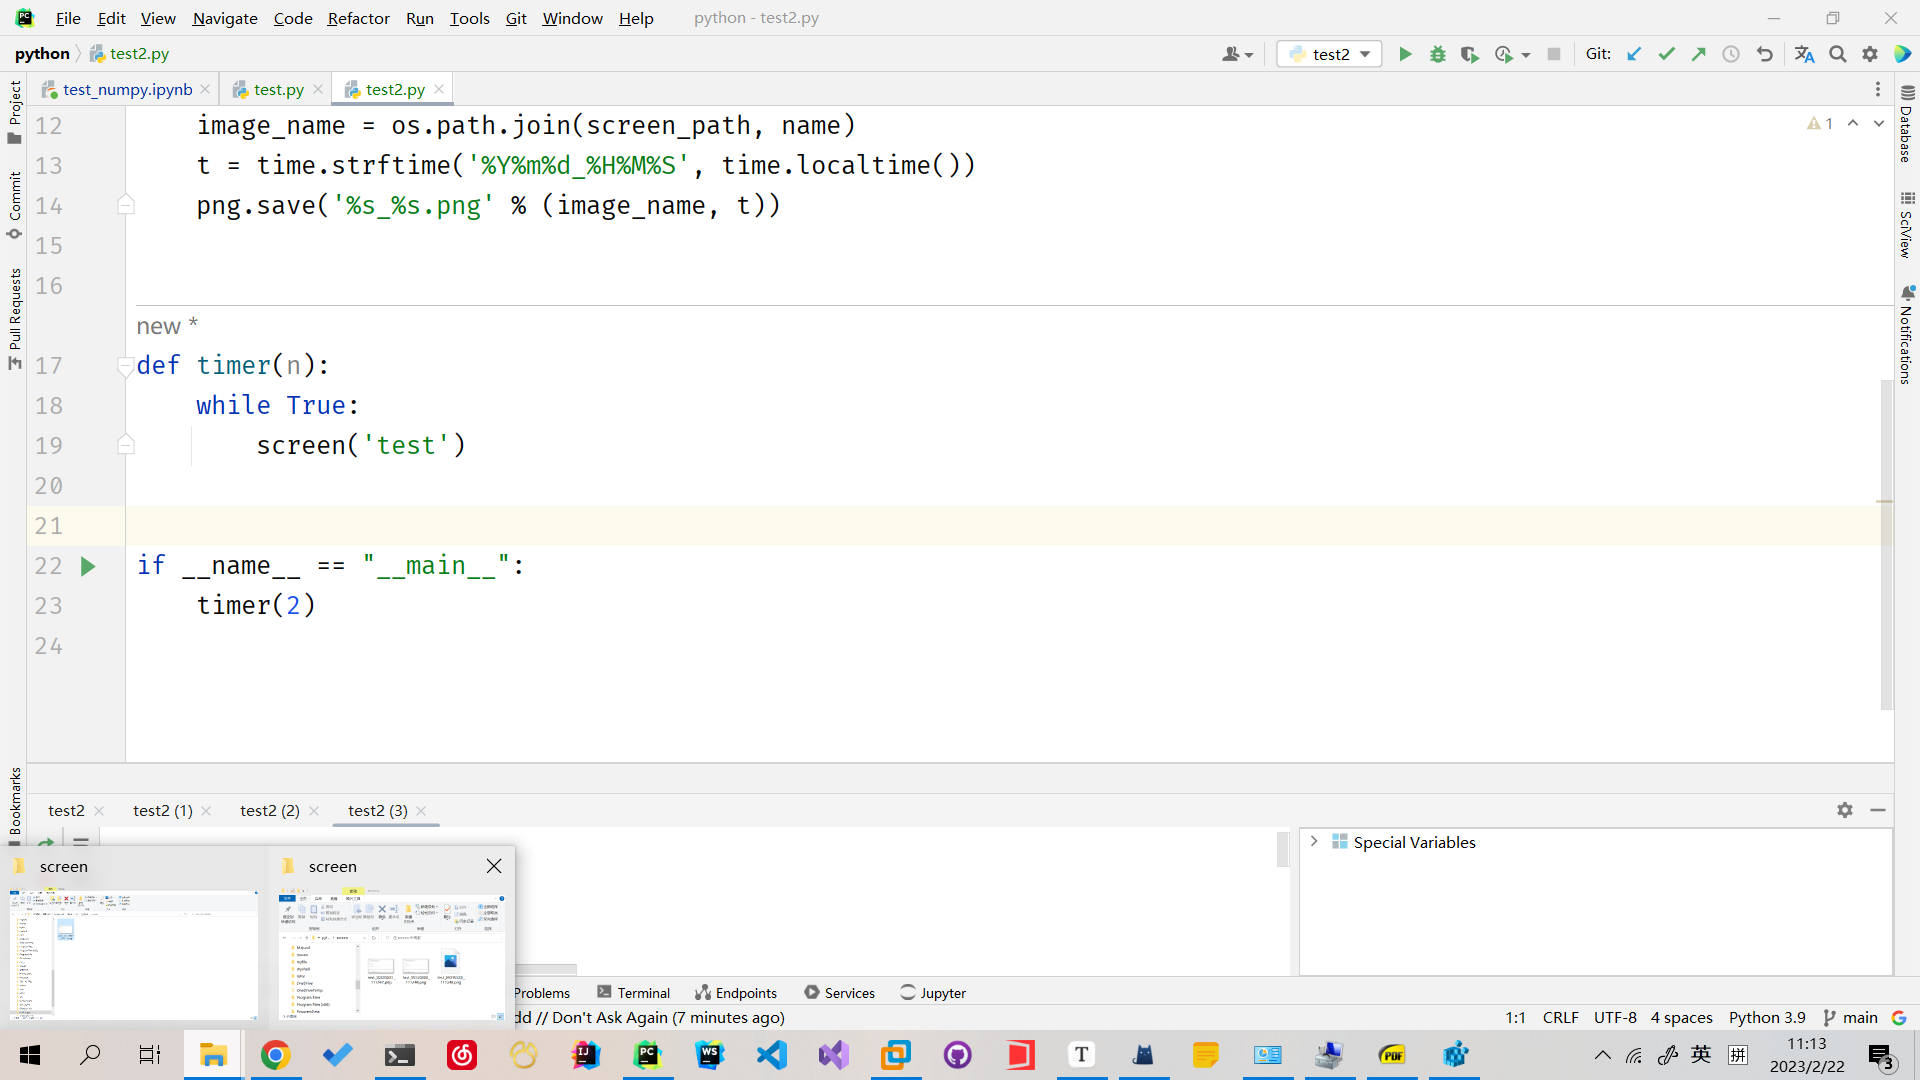 File Edit View Navigate Code Refactor Run Tools Git Window Help python - test2.py
python test2.py test2 Git:
test_numpy.ipynb test.py test2.py
Project
Commit
Pull Requests
Bookmarks
Database
SciView
Notifications
1
12 image_name = os.path.join(screen_path, name)
13 t = time.strftime('%Y%m%d_%H%M%S', time.localtime())
14 png.save('%s_%s.png' % (image_name, t))
15
16
new *
17 def timer(n):
18 while True:
19 screen('test')
20
21
22 if __name__ == "__main__":
23 timer(2)
24
test2 test2 (1) test2 (2) test2 (3)
Special Variables
screen screen
Problems Terminal Endpoints Services Jupyter
dd // Don't Ask Again (7 minutes ago) 1:1 CRLF UTF-8 4 spaces Python 3.9 main
英 拼 11:13
2023/2/22 3